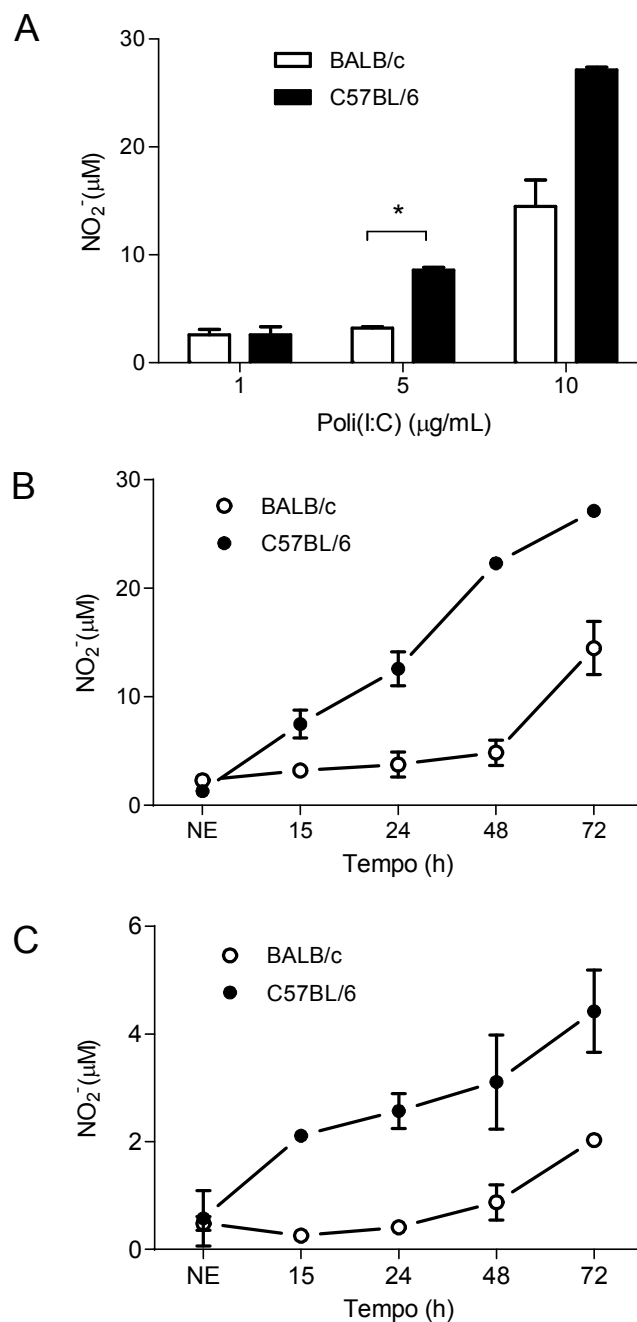 A
30
20
10
0
NO₂⁻(μM)
BALB/c
C57BL/6
*
1 5 10
Poli(I:C) (μg/mL)
B
30
20
10
0
NO₂⁻(μM)
BALB/c
C57BL/6
NE 15 24 48 72
Tempo (h)
C
6
4
2
0
NO₂⁻(μM)
BALB/c
C57BL/6
NE 15 24 48 72
Tempo (h)